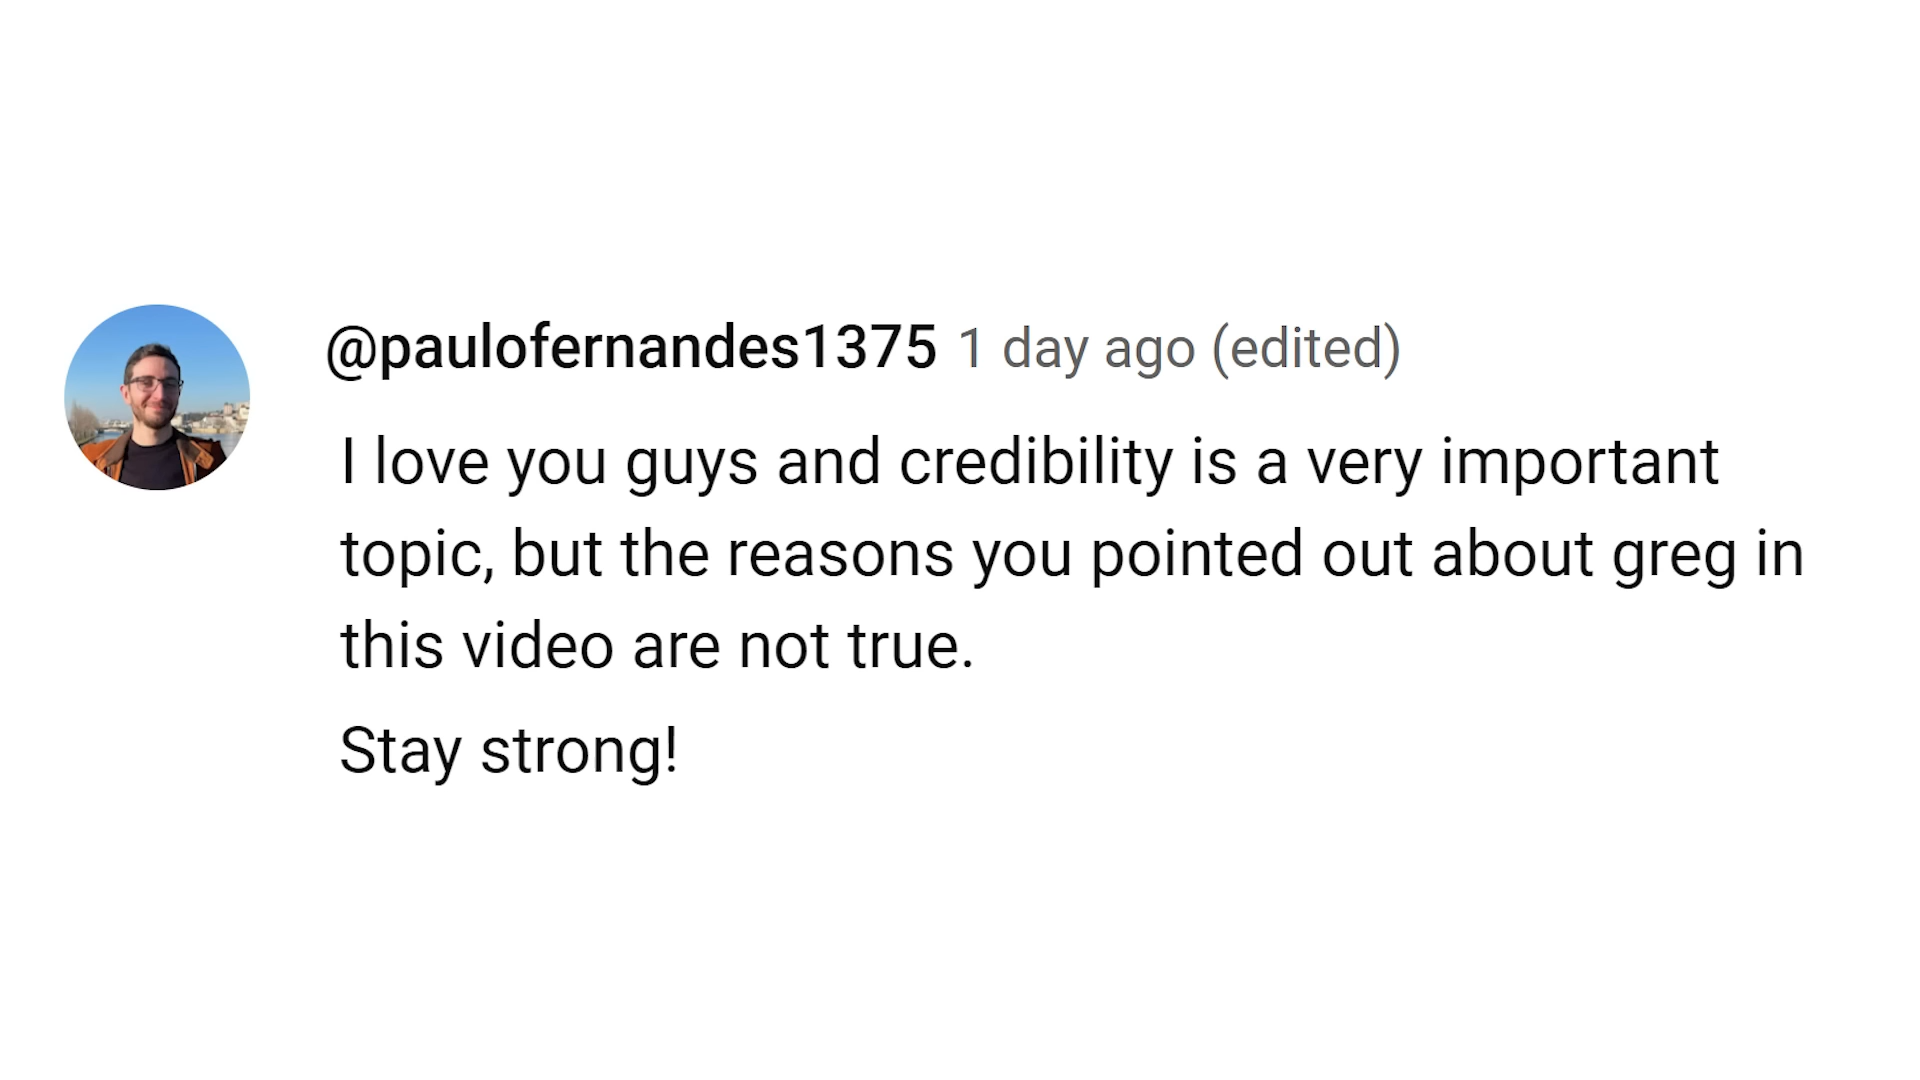 @paulofernandes1375 1 day ago (edited)
I love you guys and credibility is a very important
topic, but the reasons you pointed out about greg in
this video are not true.
Stay strong!